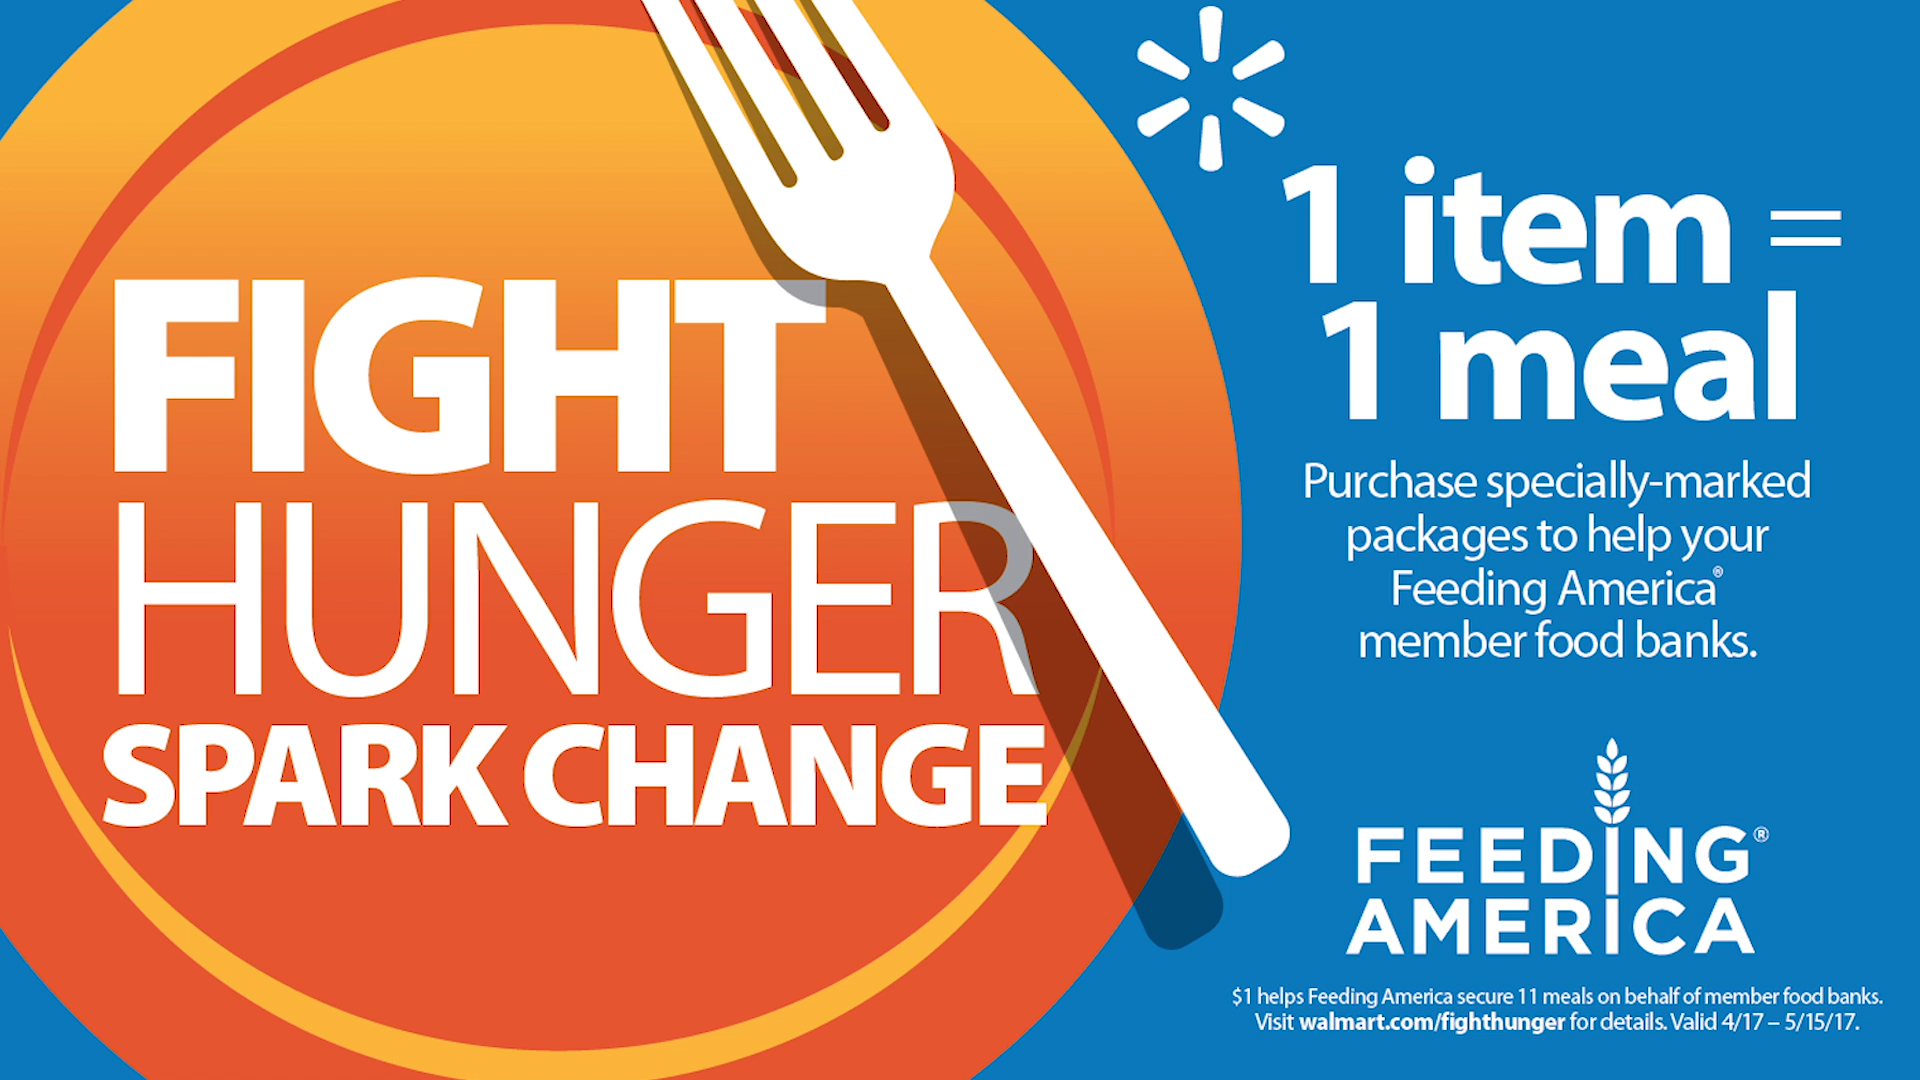 FIGHT
HUNGER
SPARK CHANGE
1 item =
1 meal
Purchase specially-marked
packages to help your
Feeding America®
member food banks.
FEEDING®
AMERICA
$1 helps Feeding America secure 11 meals on behalf of member food banks.
Visit walmart.com/fighthunger for details. Valid 4/17 – 5/15/17.